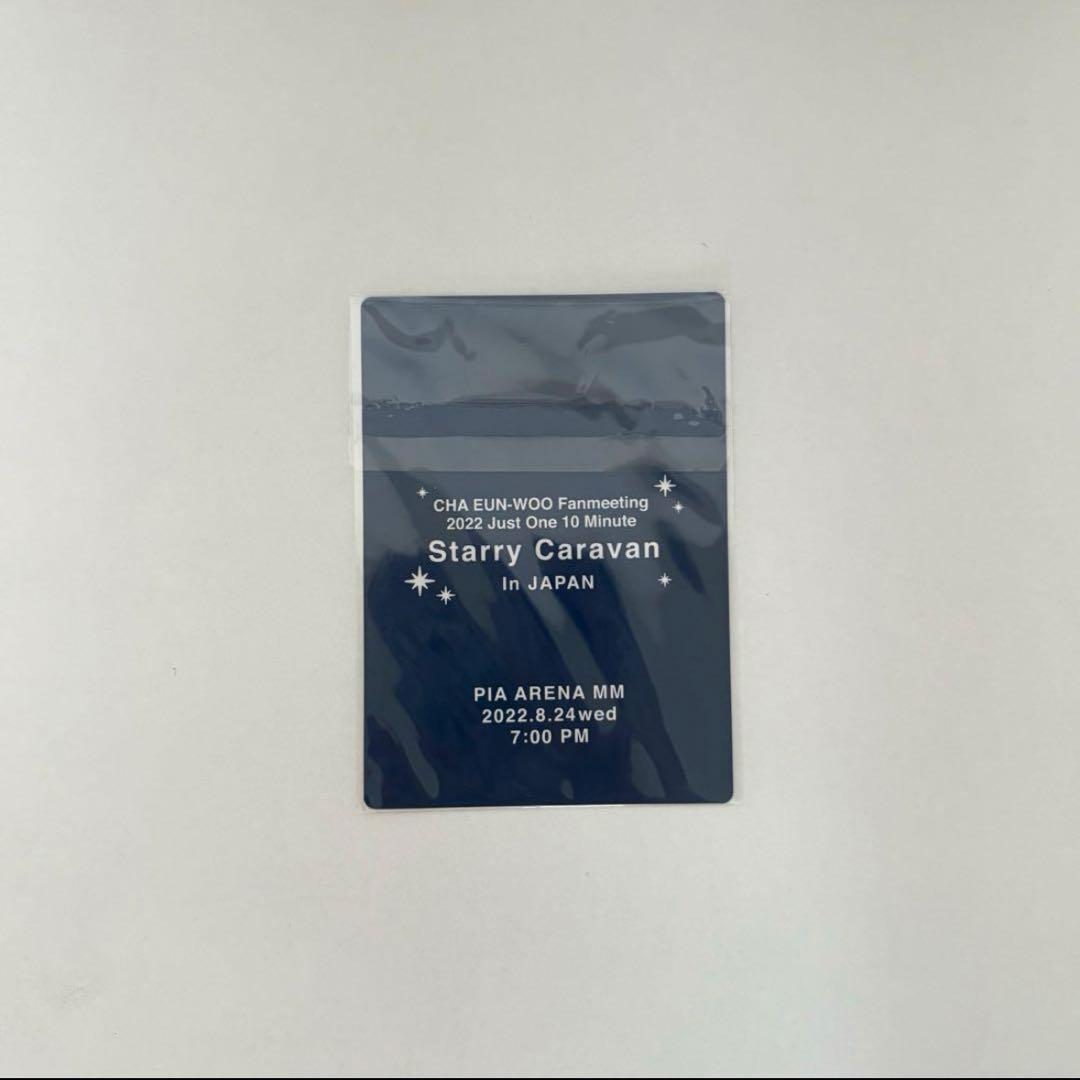 CHA EUN-WOO Fanmeeting
2022 Just One 10 Minute
Starry Caravan
In JAPAN
PIA ARENA MM
2022.8.24wed
7:00 PM